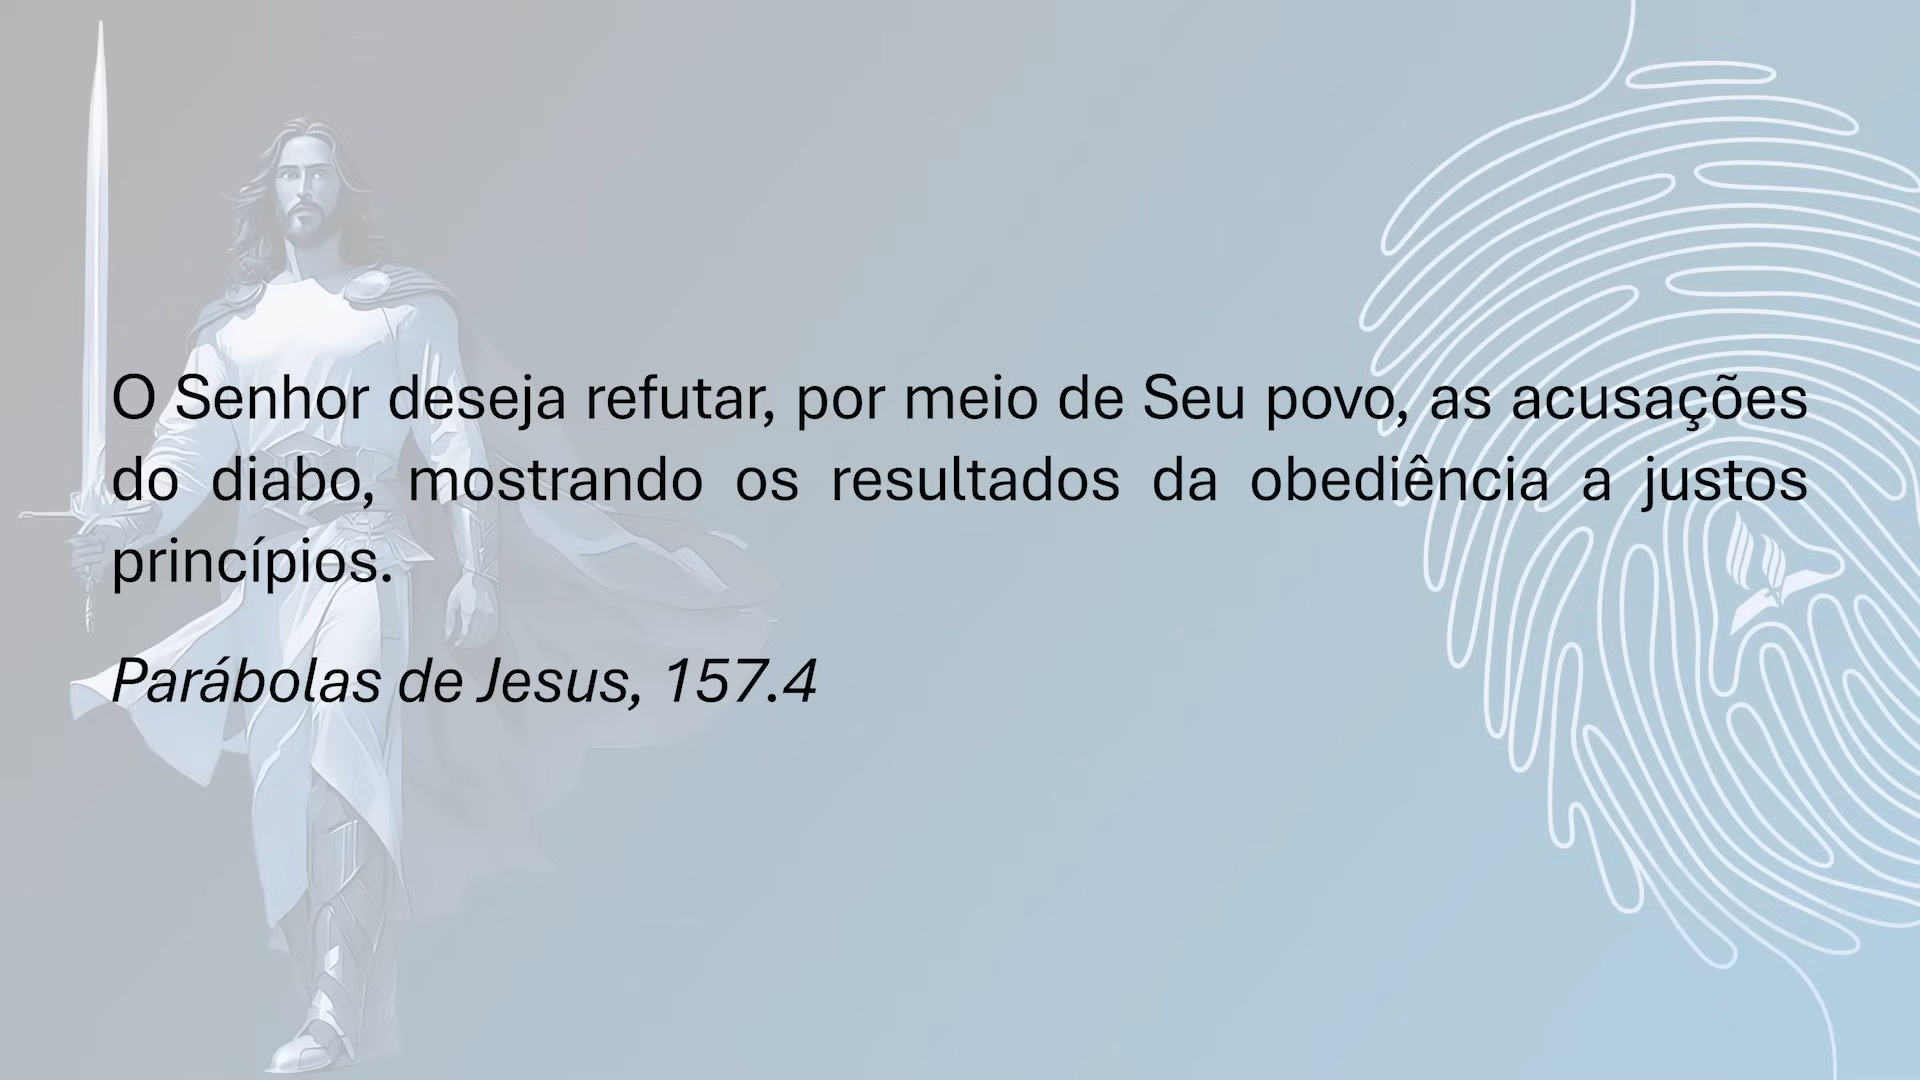 O Senhor deseja refutar, por meio de Seu povo, as acusações
do diabo, mostrando os resultados da obediência a justos
princípios.
Parábolas de Jesus, 157.4